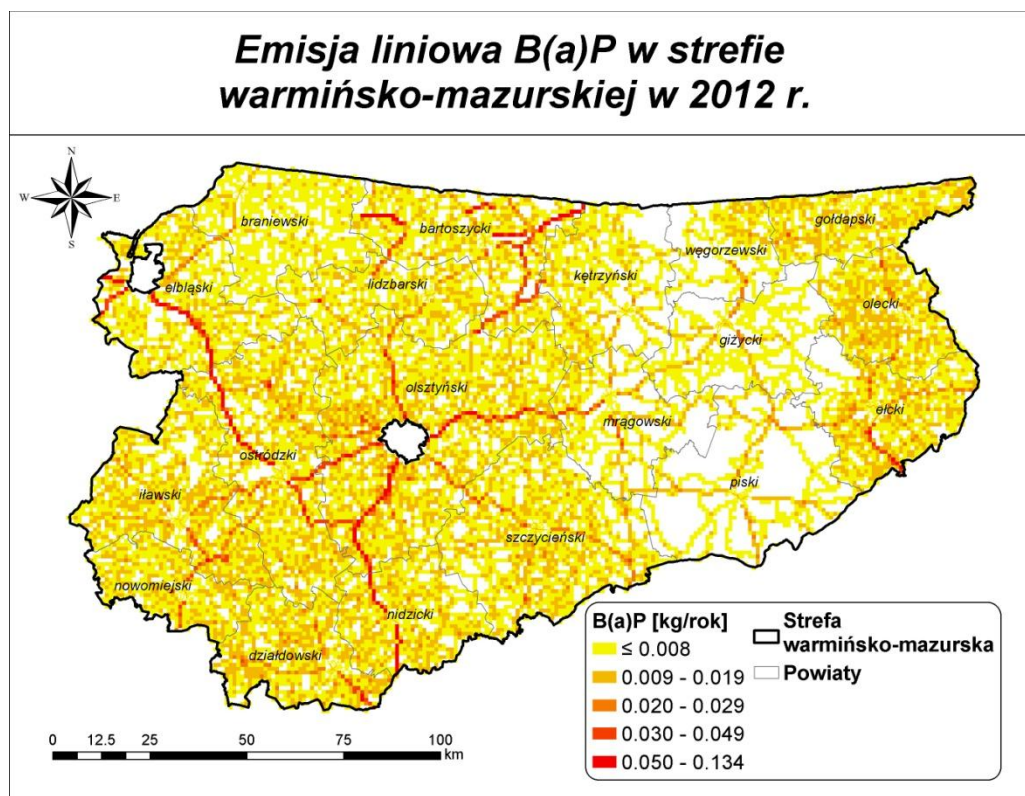 Emisja liniowa B(a)P w strefie
warmińsko-mazurskiej w 2012 r.
N
W
E
S
braniewski
bartoszycki
gołdapski
węgorzewski
kętrzyński
elbląski
lidzbarski
olecki
giżycki
olsztyński
mrągowski
ełcki
ostródzki
iławski
piski
szczycieński
nowomiejski
nidzicki
działdowski
B(a)P [kg/rok]
≤ 0.008
0.009 - 0.019
0.020 - 0.029
0.030 - 0.049
0.050 - 0.134
Strefa
warmińsko-mazurska
Powiaty
0 12.5 25 50 75 100
km